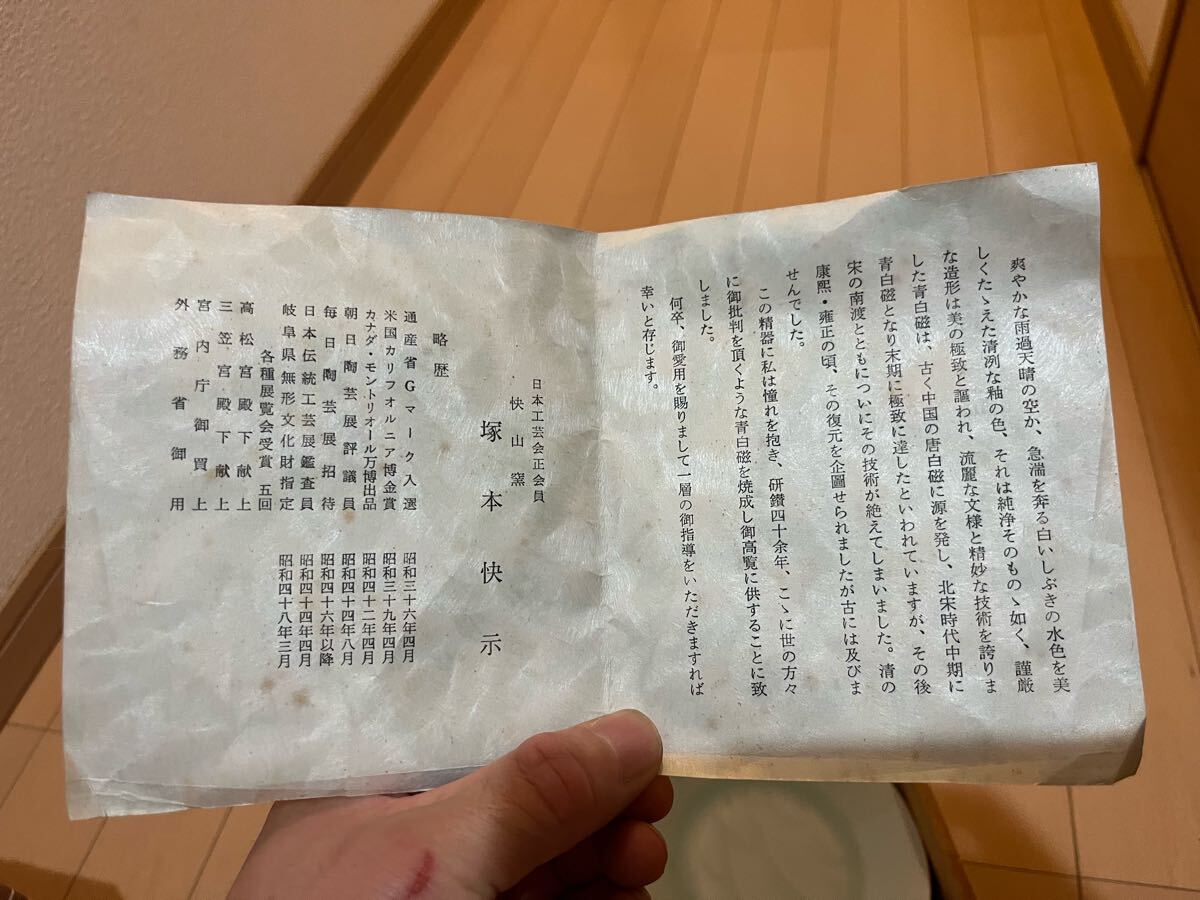 爽やかな雨過天晴の空か、急湍を奔る白いしぶきの水色を美
しくたゝえた清冽な釉の色、それは純浄そのものゝ如く、謹厳
な造形は美の極致と謳われ、流麗な文様と精妙な技術を誇りま
した青白磁は、古く中国の唐白磁に源を発し、北宋時代中期に
青白磁となり末期に極致に達したといわれていますが、その後
宋の南渡とともについにその技術が絶えてしまいました。清の
康熙・雍正の頃、その復元を企図せられましたが古には及びま
せんでした。
この精器に私は憧れを抱き、研鑽四十余年、こゝに世の方々
に御批判を頂くような青白磁を焼成し御高覧に供することに致
しました。
何卒、御愛用を賜りまして一層の御指導をいただきますれば
幸いと存じます。
日本工芸会正会員
快山窯
塚本快示
略歴
通産省Gマーク入選 昭和三十六年四月
米国カリフオルニア博金賞 昭和三十九年四月
カナダ・モントリオール万博出品 昭和四十二年四月
朝日陶芸展評議員 昭和四十四年八月
毎日陶芸展招待 昭和四十六年以降
日本伝統工芸展鑑査員 昭和四十四年四月
岐阜県無形文化財指定 昭和四十八年三月
各種展覧会受賞 五回
高松宮殿下献上
三笠宮殿下献上
宮内庁御買上
外務省御用